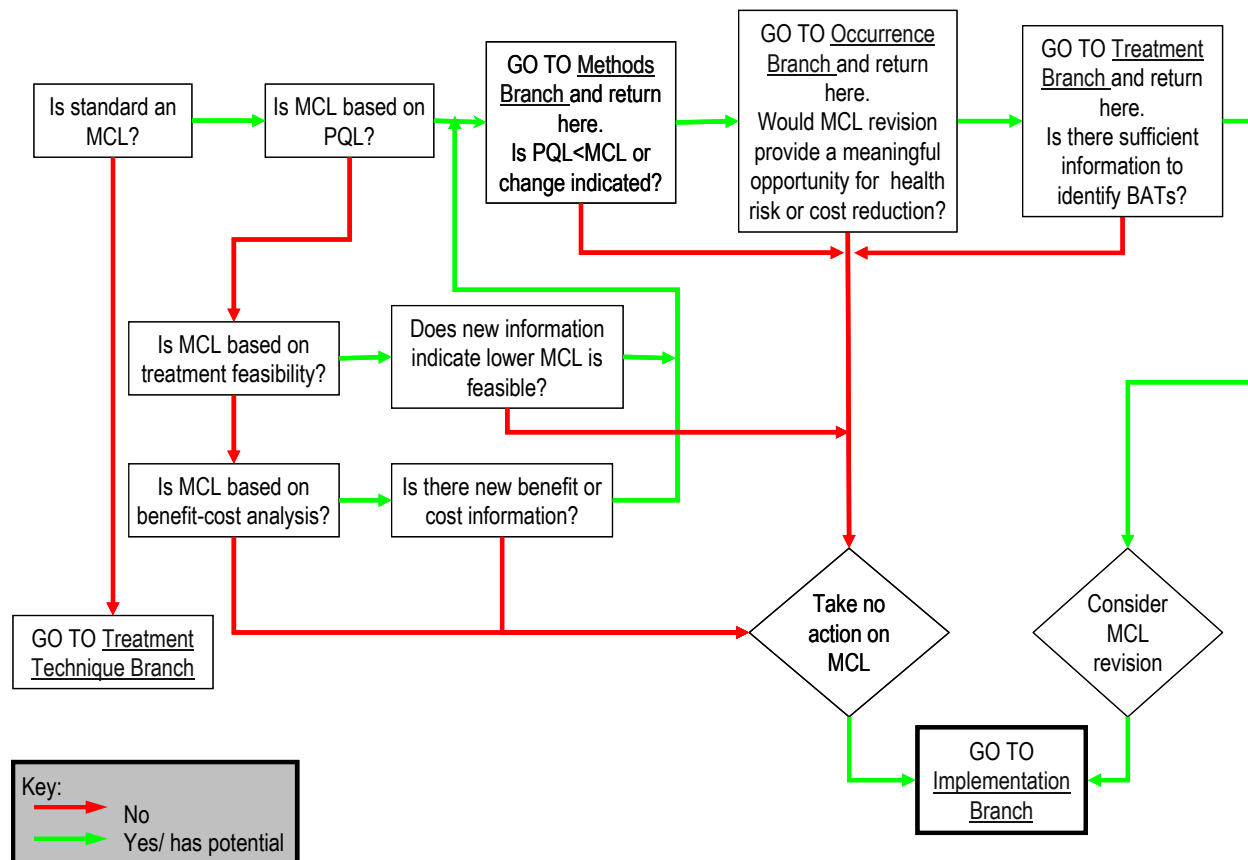 Is standard an
MCL?
Is MCL based on
PQL?
GO TO Methods
Branch and return
here.
Is PQL<MCL or
change indicated?
GO TO Occurrence
Branch and return
here.
Would MCL revision
provide a meaningful
opportunity for health
risk or cost reduction?
GO TO Treatment
Branch and return
here.
Is there sufficient
information to
identify BATs?
Is MCL based on
treatment feasibility?
Does new information
indicate lower MCL is
feasible?
Is MCL based on
benefit-cost analysis?
Is there new benefit or
cost information?
GO TO Treatment
Technique Branch
Take no
action on
MCL
Consider
MCL
revision
GO TO
Implementation
Branch
Key:
No
Yes/ has potential